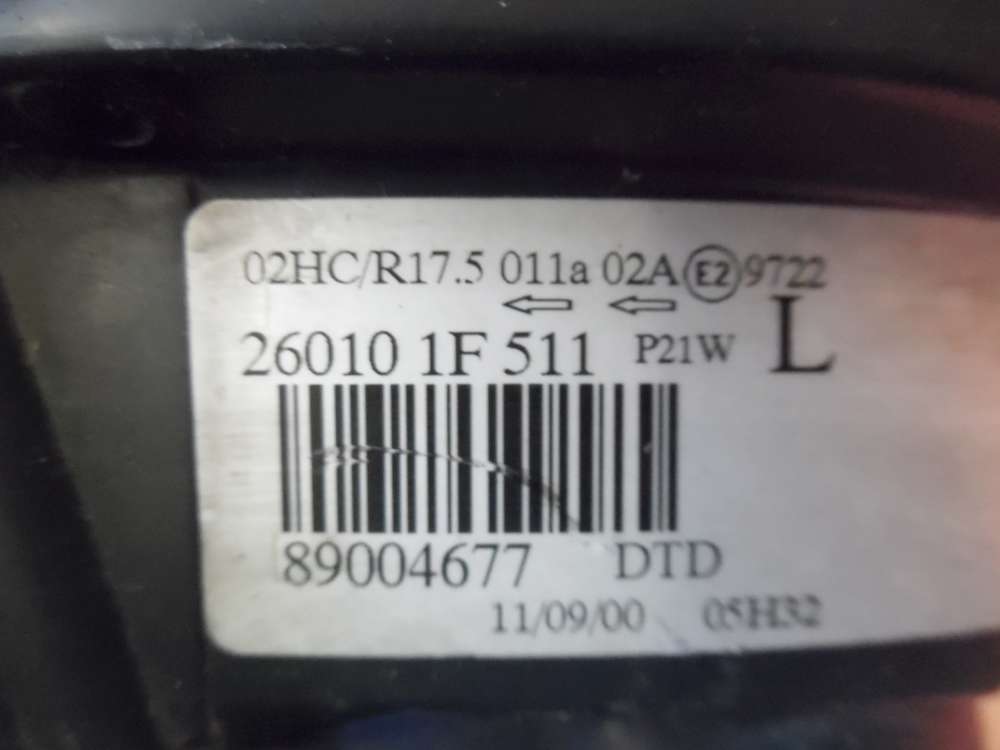 02HC/R17.5 011a 02A E2 9722
26010 1F 511 P21W L
89004677 DTD
11/09/00 05H32